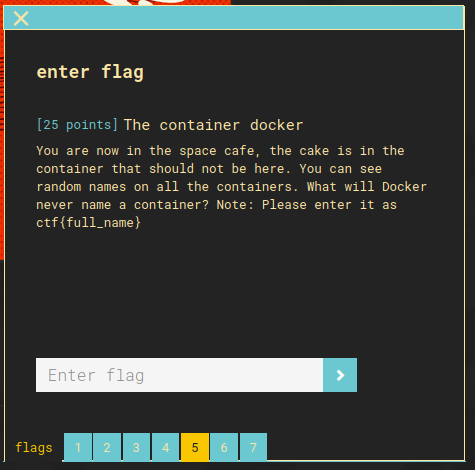 enter flag
[25 points] The container docker
You are now in the space cafe, the cake is in the
container that should not be here. You can see
random names on all the containers. What will Docker
never name a container? Note: Please enter it as
ctf{full_name}
Enter flag
flags 1 2 3 4 5 6 7